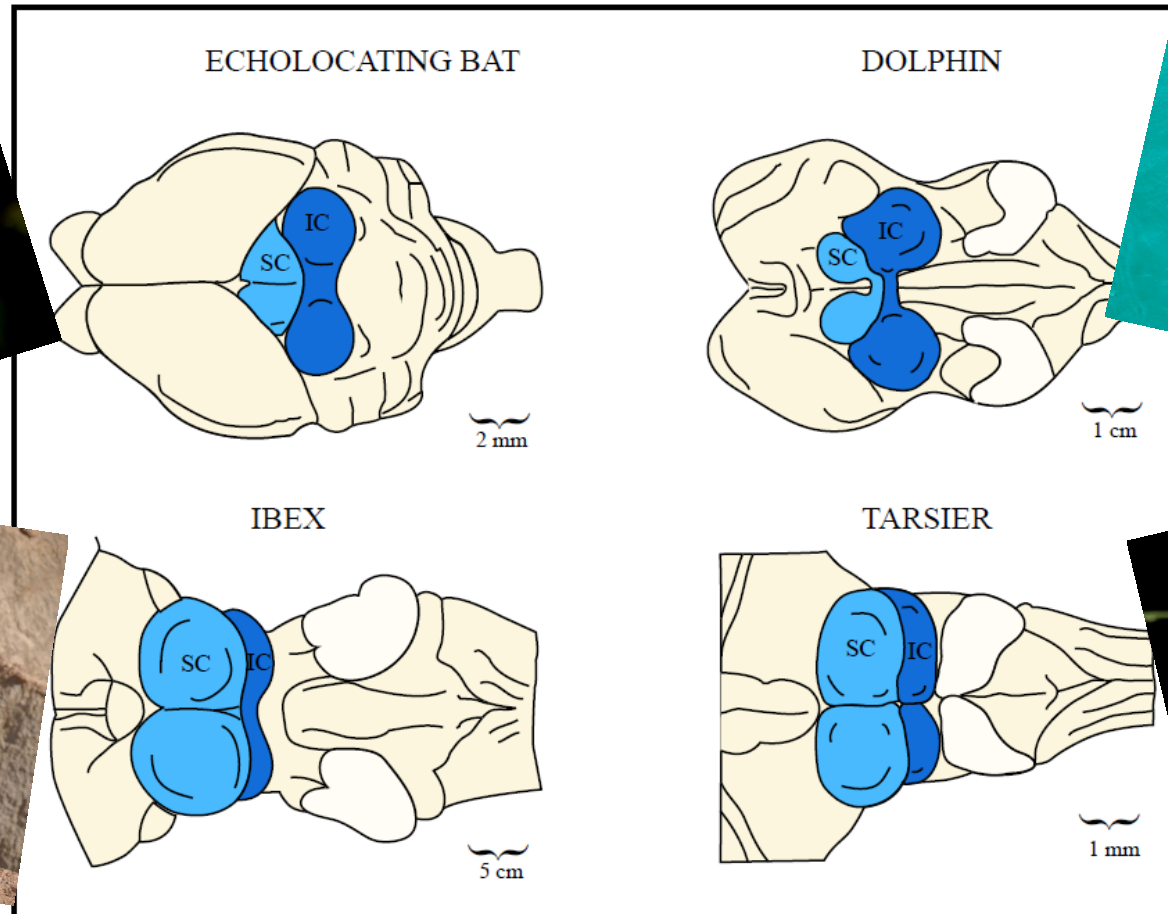 ECHOLOCATING BAT
DOLPHIN
IC
SC
2 mm
IC
SC
1 cm
IBEX
TARSIER
SC
IC
5 cm
SC
IC
1 mm